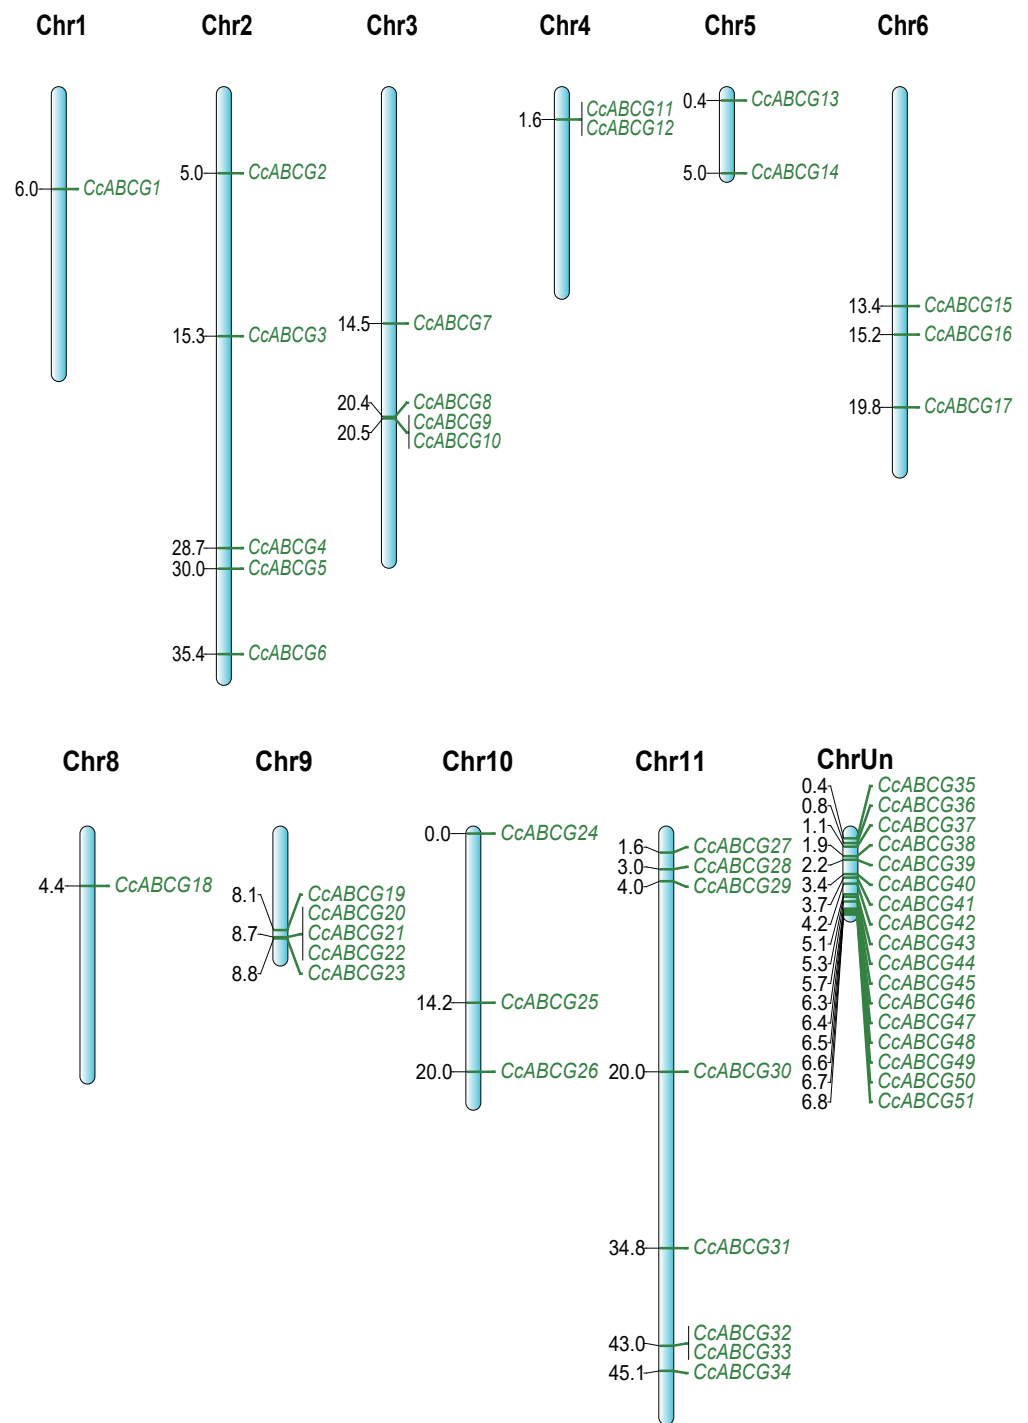 Chr1
6.0 CcABCG1
Chr2
5.0 CcABCG2
15.3 CcABCG3
28.7 CcABCG4
30.0 CcABCG5
35.4 CcABCG6
Chr3
14.5 CcABCG7
20.4 CcABCG8
20.5 CcABCG9
CcABCG10
Chr4
1.6 CcABCG11
CcABCG12
Chr5
0.4 CcABCG13
5.0 CcABCG14
Chr6
13.4 CcABCG15
15.2 CcABCG16
19.8 CcABCG17
Chr8
4.4 CcABCG18
Chr9
8.1 CcABCG19
CcABCG20
8.7 CcABCG21
CcABCG22
8.8 CcABCG23
Chr10
0.0 CcABCG24
14.2 CcABCG25
20.0 CcABCG26
Chr11
1.6 CcABCG27
3.0 CcABCG28
4.0 CcABCG29
20.0 CcABCG30
34.8 CcABCG31
43.0 CcABCG32
CcABCG33
45.1 CcABCG34
ChrUn
0.4 CcABCG35
0.8 CcABCG36
1.1 CcABCG37
1.9 CcABCG38
2.2 CcABCG39
3.4 CcABCG40
3.7 CcABCG41
4.2 CcABCG42
5.1 CcABCG43
5.3 CcABCG44
5.7 CcABCG45
6.3 CcABCG46
6.4 CcABCG47
6.5 CcABCG48
6.6 CcABCG49
6.7 CcABCG50
6.8 CcABCG51